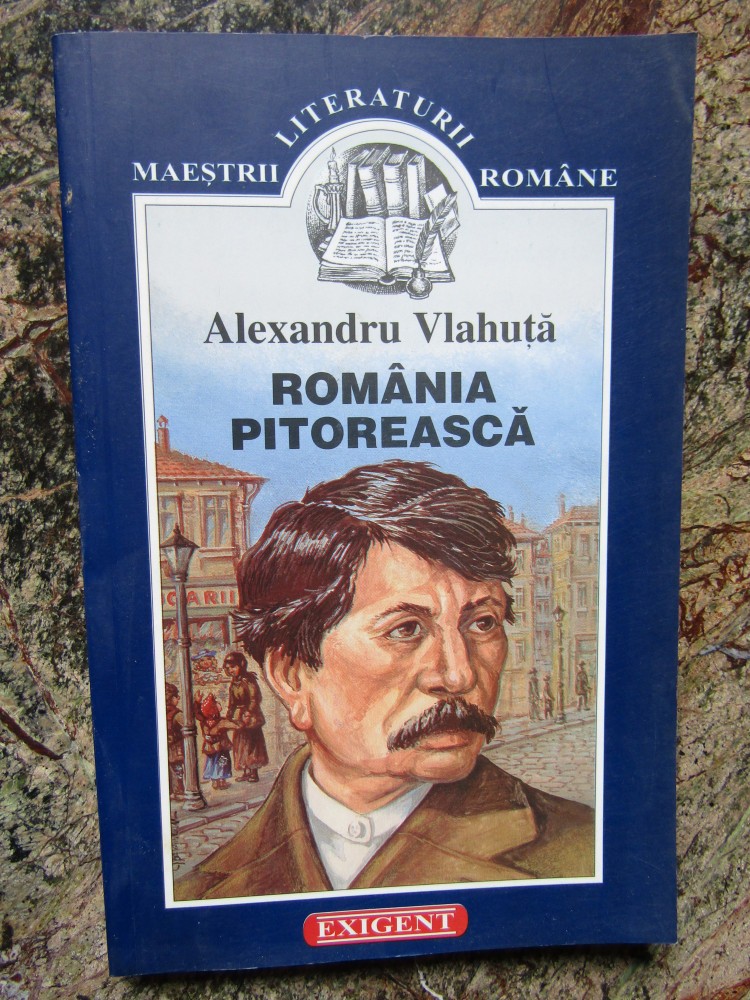 MAEȘTRII LITERATURII ROMÂNE
Alexandru Vlahuță
ROMÂNIA
PITOREASCĂ
EXIGENT